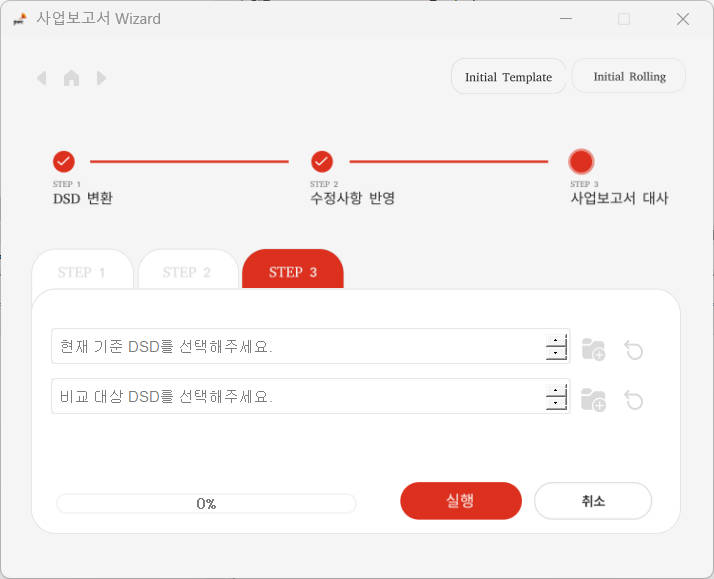 사업보고서 Wizard
Initial Template
Initial Rolling
STEP 1
DSD 변환
STEP 2
수정사항 반영
STEP 3
사업보고서 대사
STEP 1
STEP 2
STEP 3
현재 기준 DSD를 선택해주세요.
비교 대상 DSD를 선택해주세요.
0%
실행
취소